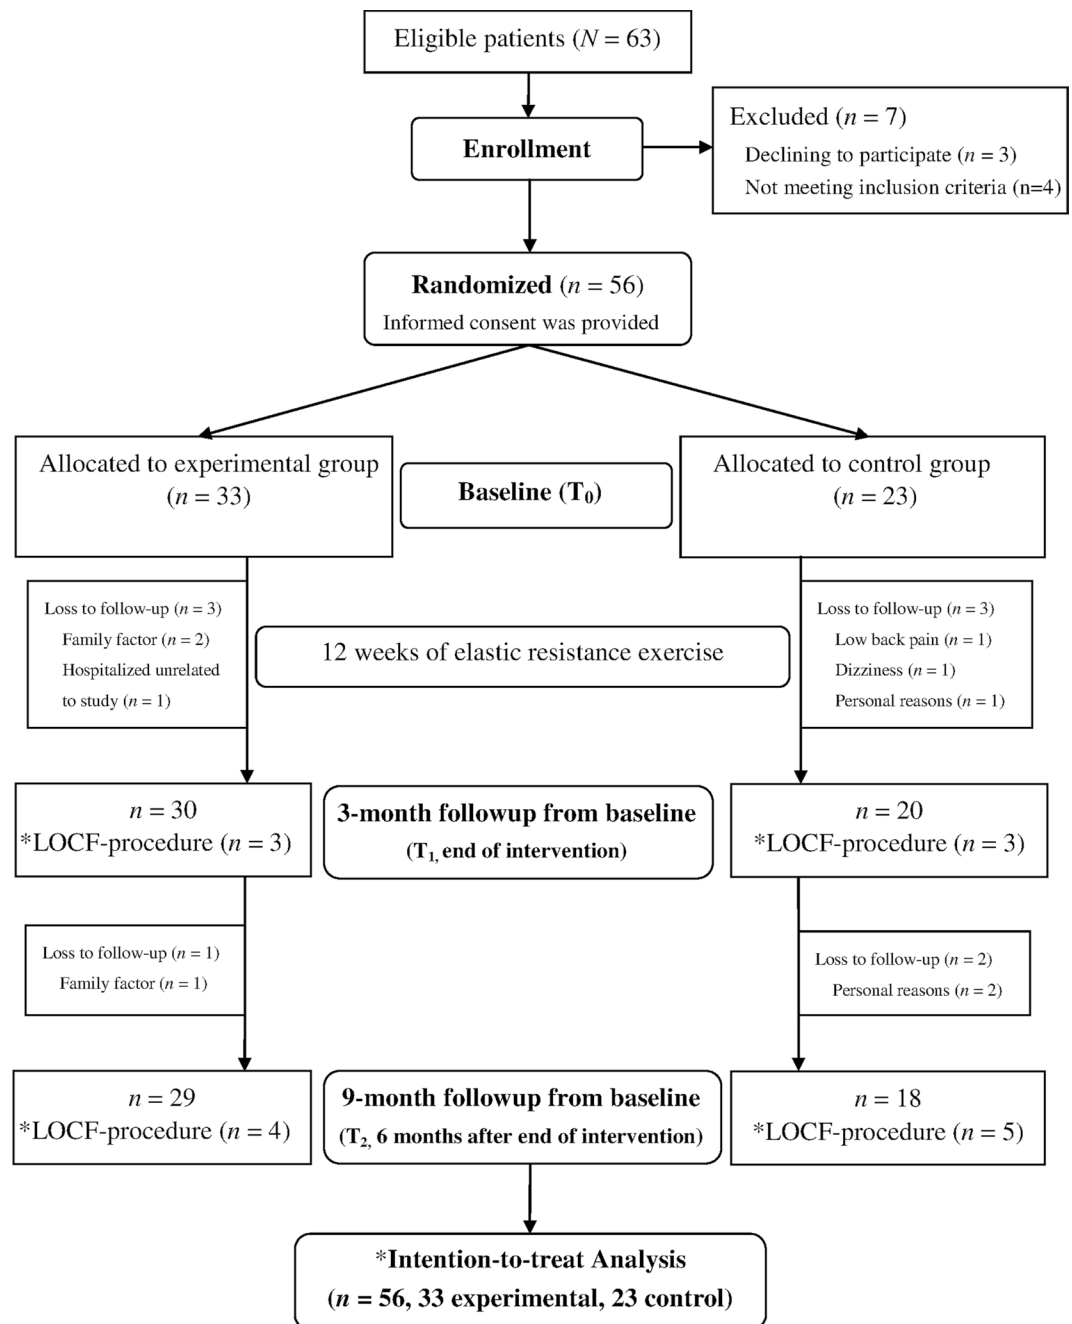 Eligible patients (N = 63)
Enrollment
Excluded (n = 7)
Declining to participate (n = 3)
Not meeting inclusion criteria (n=4)
Randomized (n = 56)
Informed consent was provided
Allocated to experimental group
(n = 33)
Baseline (T0)
Allocated to control group
(n = 23)
Loss to follow-up (n = 3)
Family factor (n = 2)
Hospitalized unrelated
to study (n = 1)
12 weeks of elastic resistance exercise
Loss to follow-up (n = 3)
Low back pain (n = 1)
Dizziness (n = 1)
Personal reasons (n = 1)
n = 30
*LOCF-procedure (n = 3)
3-month followup from baseline
(T1, end of intervention)
n = 20
*LOCF-procedure (n = 3)
Loss to follow-up (n = 1)
Family factor (n = 1)
Loss to follow-up (n = 2)
Personal reasons (n = 2)
n = 29
*LOCF-procedure (n = 4)
9-month followup from baseline
(T2, 6 months after end of intervention)
n = 18
*LOCF-procedure (n = 5)
*Intention-to-treat Analysis
(n = 56, 33 experimental, 23 control)